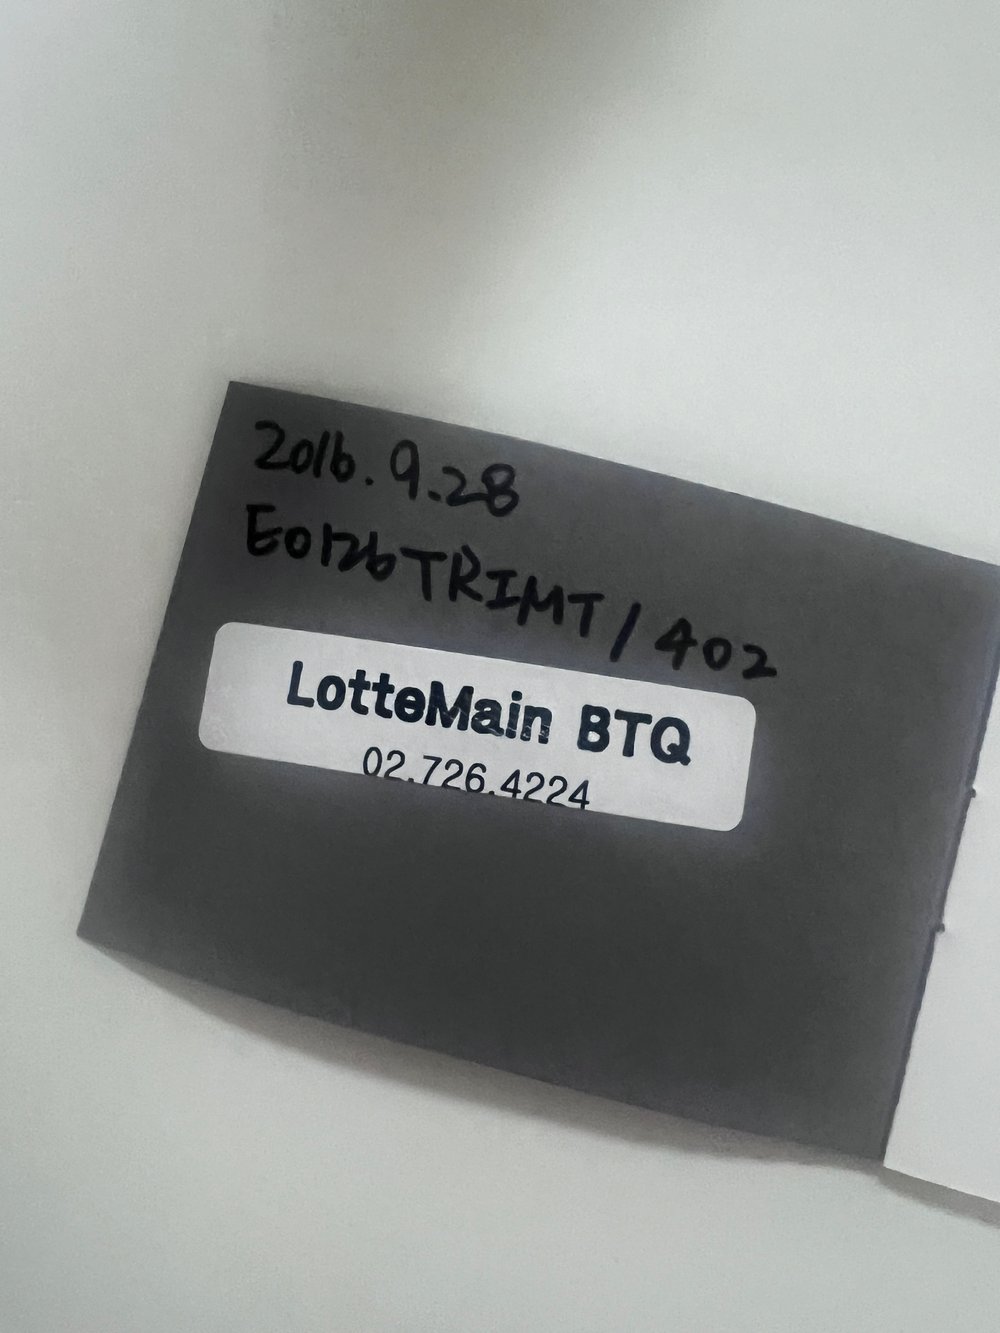 2016.9.28
E0126TRIMT/402
LotteMain BTQ
02.726.4224